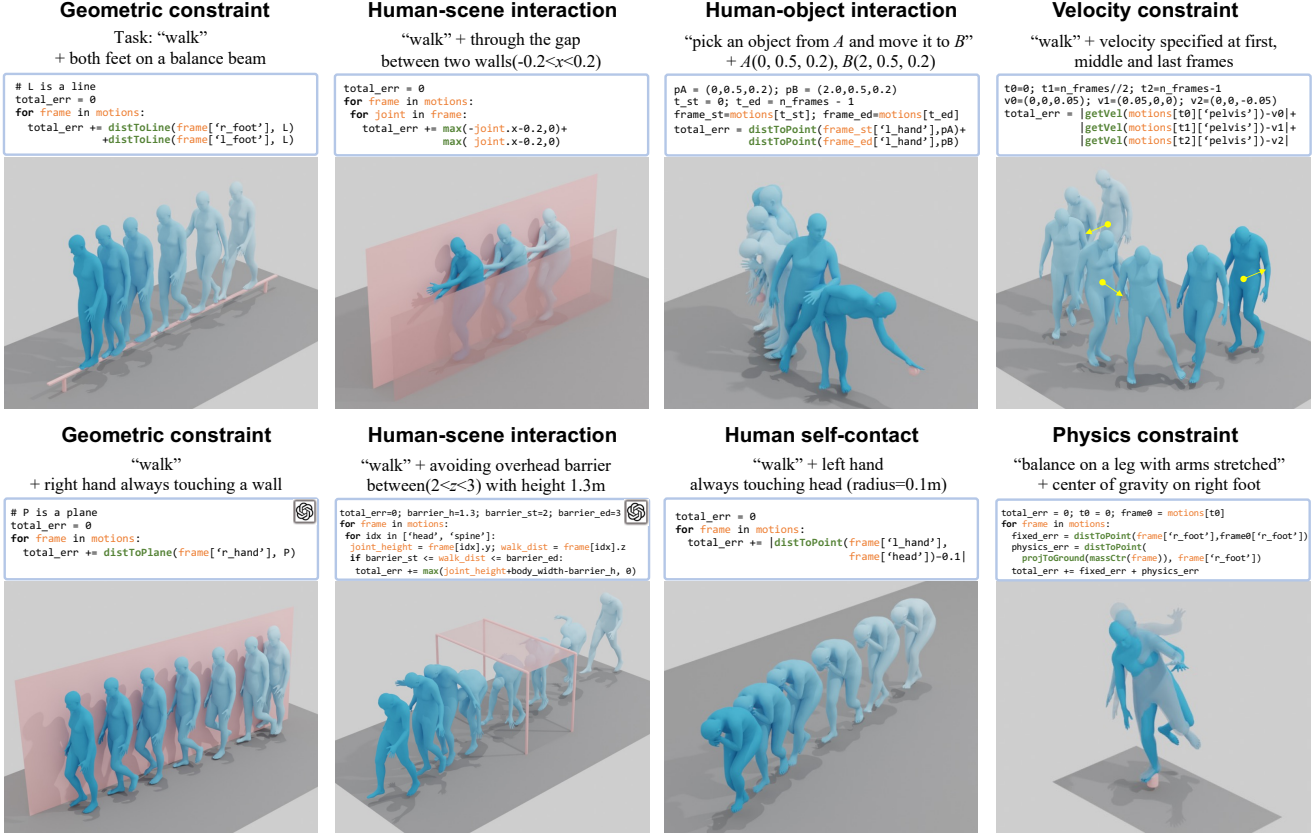 Geometric constraint
Task: “walk”
+ both feet on a balance beam
# L is a line
total_err = 0
for frame in motions:
total_err += distToLine(frame[‘r_foot’], L)
+distToLine(frame[‘l_foot’], L)
Human-scene interaction
“walk” + through the gap
between two walls(-0.2<x<0.2)
total_err = 0
for frame in motions:
for joint in frame:
total_err += max(-joint.x-0.2,0)+
max( joint.x-0.2,0)
Human-object interaction
“pick an object from A and move it to B”
+ A(0, 0.5, 0.2), B(2, 0.5, 0.2)
pA = (0,0.5,0.2); pB = (2.0,0.5,0.2)
t_st = 0; t_ed = n_frames - 1
frame_st=motions[t_st]; frame_ed=motions[t_ed]
total_err = distToPoint(frame_st[‘l_hand’],pA)+
distToPoint(frame_ed[‘l_hand’],pB)
Velocity constraint
“walk” + velocity specified at first,
middle and last frames
t0=0; t1=n_frames//2; t2=n_frames-1
v0=(0,0,0.05); v1=(0.05,0,0); v2=(0,0,-0.05)
total_err = |getVel(motions[t0][‘pelvis’])-v0|+
|getVel(motions[t1][‘pelvis’])-v1|+
|getVel(motions[t2][‘pelvis’])-v2|
Geometric constraint
“walk”
+ right hand always touching a wall
# P is a plane
total_err = 0
for frame in motions:
total_err += distToPlane(frame[‘r_hand’], P)
Human-scene interaction
“walk” + avoiding overhead barrier
between(2<z<3) with height 1.3m
total_err=0; barrier_h=1.3; barrier_st=2; barrier_ed=3
for frame in motions:
for idx in [‘head’, ‘spine’]:
joint_height = frame[idx].y; walk_dist = frame[idx].z
if barrier_st <= walk_dist <= barrier_ed:
total_err += max(joint_height+body_width-barrier_h, 0)
Human self-contact
“walk” + left hand
always touching head (radius=0.1m)
total_err = 0
for frame in motions:
total_err += |distToPoint(frame[‘l_hand’],
frame[‘head’])-0.1|
Physics constraint
“balance on a leg with arms stretched”
+ center of gravity on right foot
total_err = 0; t0 = 0; frame0 = motions[t0]
for frame in motions:
fixed_err = distToPoint(frame[‘r_foot’],frame0[‘r_foot’])
physics_err = distToPoint(
projToGround(massCtr(frame)), frame[‘r_foot’])
total_err += fixed_err + physics_err